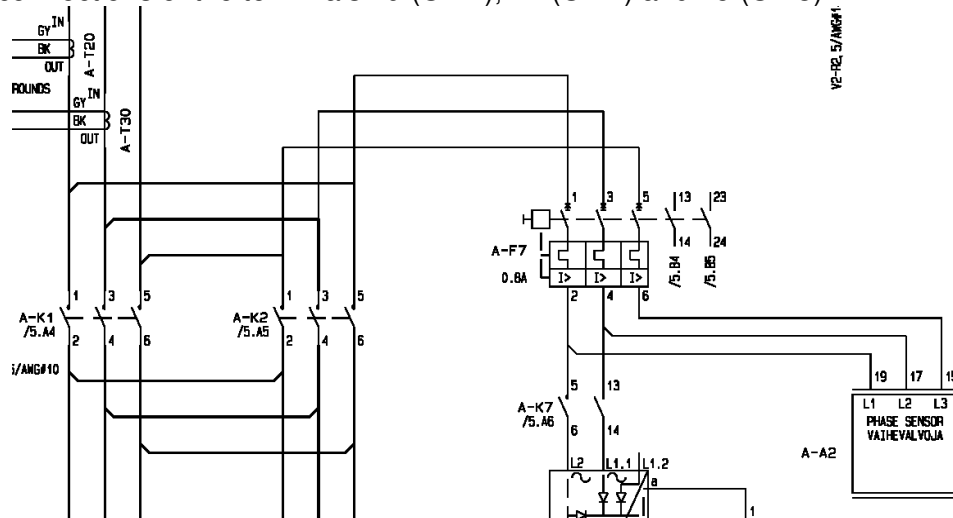 IN
GY
BK
OUT
A-T20
ROUNDS
IN
GY
BK
OUT
A-T30
V2-R2,5/AWG#1
1 3 5 13 23
A-F7
0.8A
I> I> I>
14 24
/5.B4
/5.B5
2 4 6
1 3 5
A-K1
/5.A4
2 4 6
1 3 5
A-K2
/5.A5
2 4 6
5/AWG#10
5 13
A-K7
/5.A6
6 14
19 17 15
L1 L2 L3
PHASE SENSOR
VAIHEVALVOJA
A-A2
L2 L1.1 L1.2
a
1